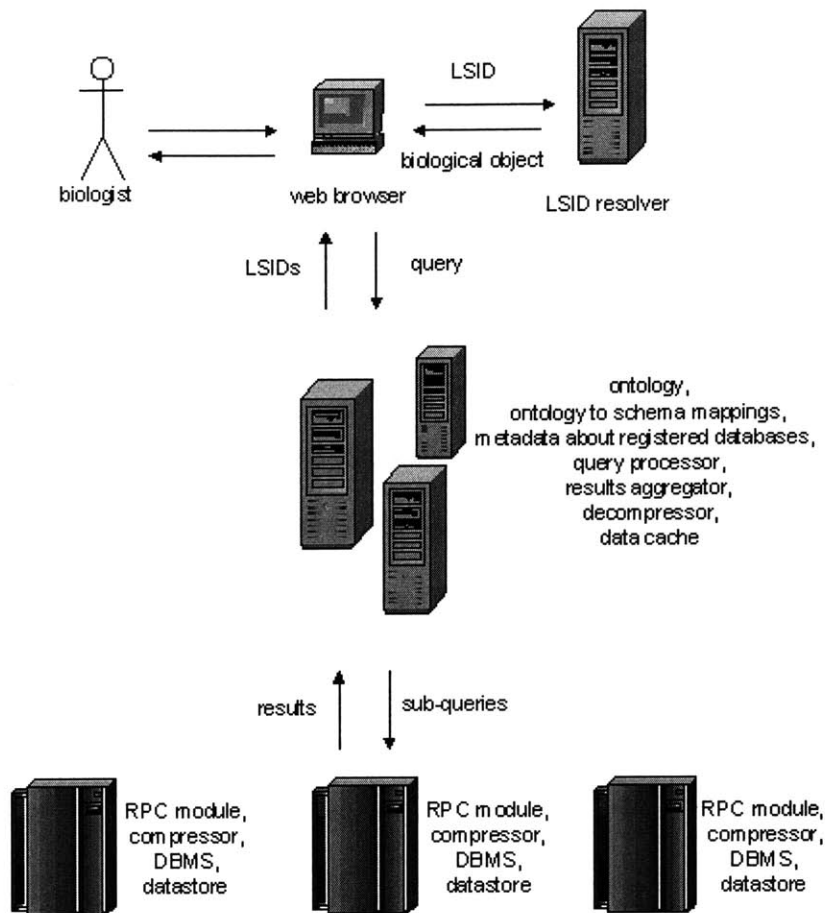 LSID
biological object
biologist
web browser
LSID resolver
LSIDs
query
ontology,
ontology to schema mappings,
metadata about registered databases,
query processor,
results aggregator,
decompressor,
data cache
results
sub-queries
RPC module,
compressor,
DBMS,
datastore
RPC module,
compressor,
DBMS,
datastore
RPC module,
compressor,
DBMS,
datastore